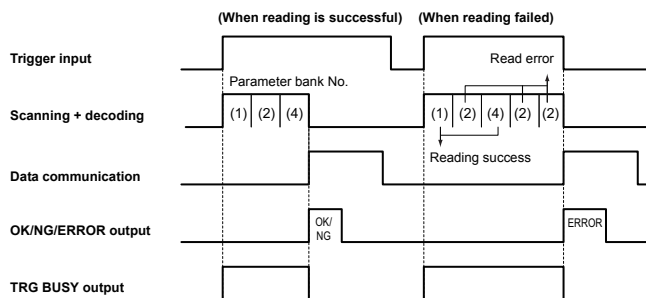 (When reading is successful) (When reading failed)
Trigger input
Read error
Parameter bank No.
Scanning + decoding
(1) (2) (4) (1) (2) (4) (2) (2)
Reading success
Data communication
OK/NG/ERROR output
OK/
NG
ERROR
TRG BUSY output